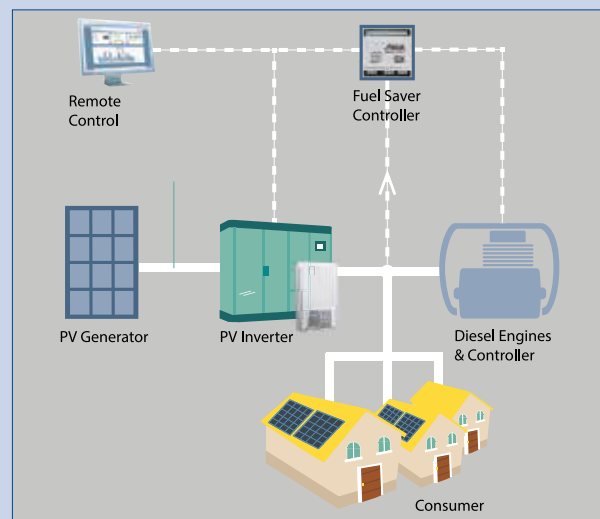 Remote
Control
Fuel Saver
Controller
PV Generator
PV Inverter
Diesel Engines
& Controller
Consumer